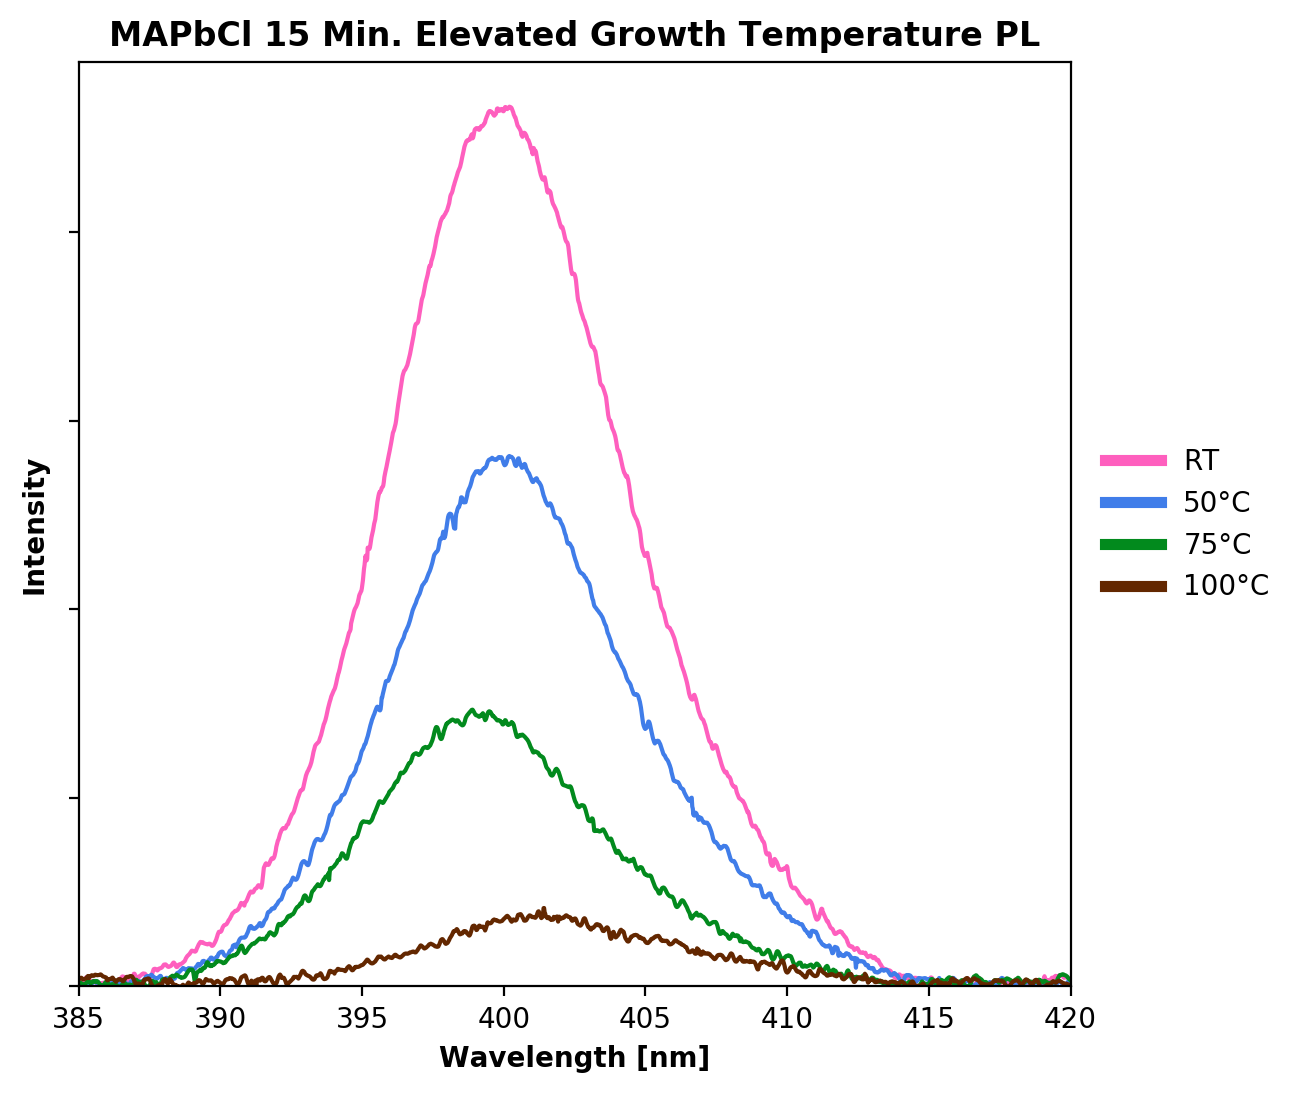 MAPbCl 15 Min. Elevated Growth Temperature PL
Intensity
RT
50°C
75°C
100°C
385 390 395 400 405 410 415 420
Wavelength [nm]